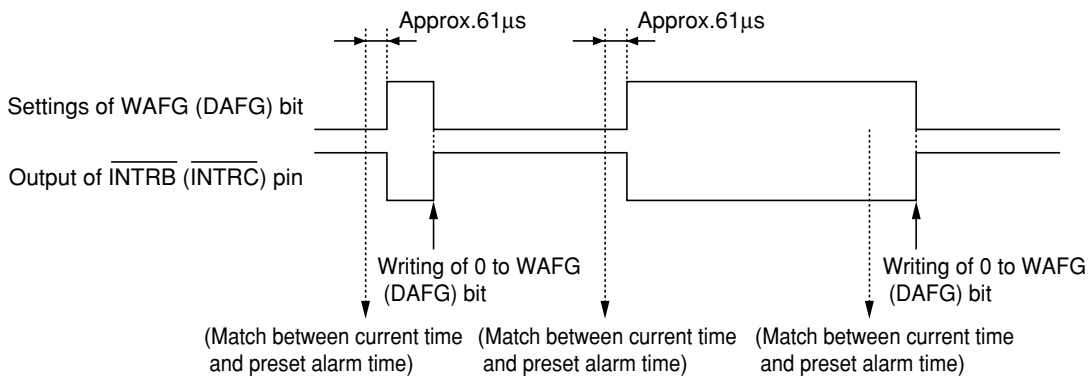 Approx.61μs
Approx.61μs
Settings of WAFG (DAFG) bit
Output of INTRB (INTRC) pin
Writing of 0 to WAFG
(DAFG) bit
Writing of 0 to WAFG
(DAFG) bit
(Match between current time
and preset alarm time)
(Match between current time
and preset alarm time)
(Match between current time
and preset alarm time)